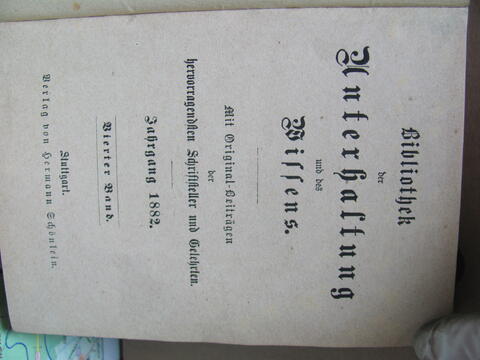 Bibliothek
der
Unterhaltung
und des
Wissens.
Mit Original-Beiträgen
der
hervorragendsten Schriftsteller und Gelehrten.
Jahrgang 1882.
Vierter Band.
Stuttgart.
Verlag von Hermann Schönlein.